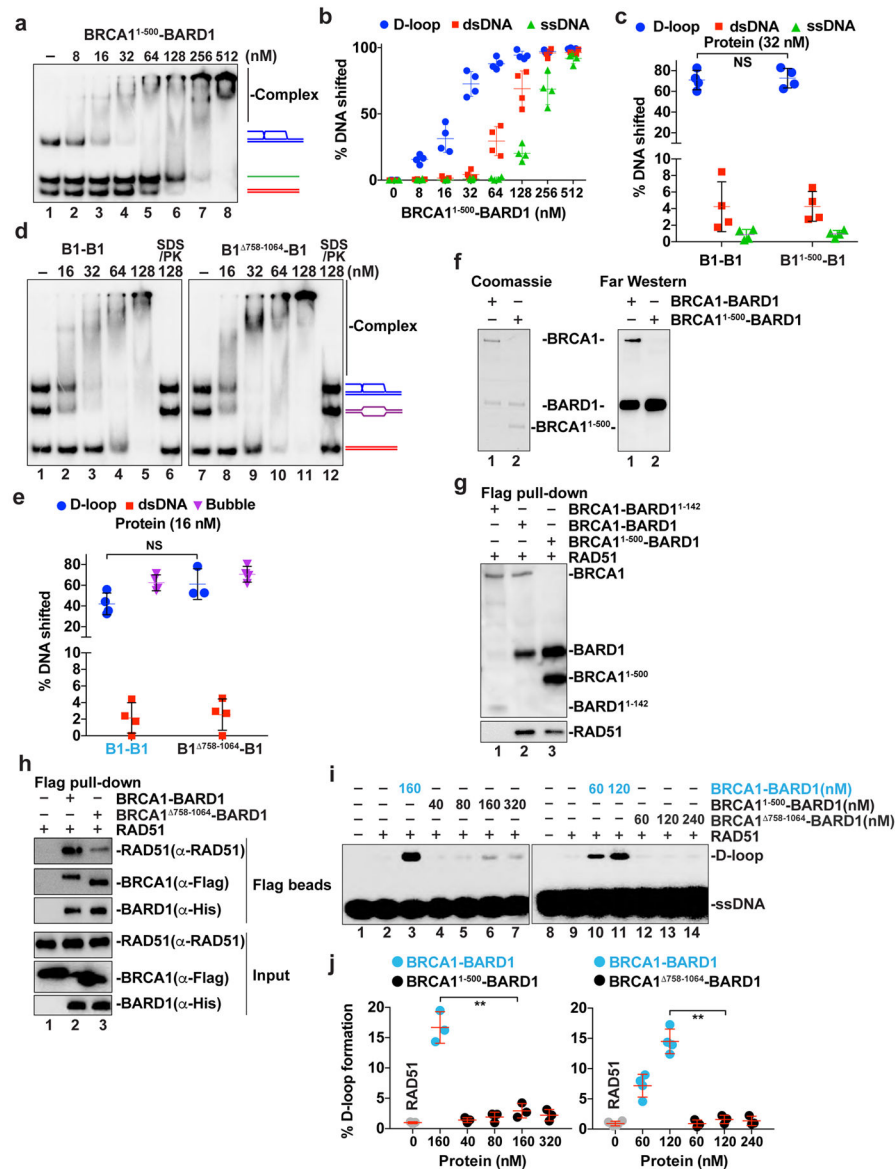 a
BRCA1¹⁻⁵⁰⁰-BARD1
– 8 16 32 64 128 256 512 (nM)
-Complex
1 2 3 4 5 6 7 8
b
D-loop dsDNA ssDNA
% DNA shifted
100
50
0
0 8 16 32 64 128 256 512
BRCA1¹⁻⁵⁰⁰-BARD1 (nM)
c
D-loop dsDNA ssDNA
Protein (32 nM)
NS
% DNA shifted
80
60
40
20
8
6
4
2
0
B1-B1 B1¹⁻⁵⁰⁰-B1
d
B1-B1 SDS/PK B1Δ⁷⁵⁸⁻¹⁰⁶⁴-B1 SDS/PK
– 16 32 64 128 128 – 16 32 64 128 128 (nM)
-Complex
1 2 3 4 5 6 7 8 9 10 11 12
e
D-loop dsDNA Bubble
Protein (16 nM)
NS
% DNA shifted
80
60
40
20
8
6
4
2
0
B1-B1 B1Δ⁷⁵⁸⁻¹⁰⁶⁴-B1
f
Coomassie Far Western
+ – + – BRCA1-BARD1
– + – + BRCA1¹⁻⁵⁰⁰-BARD1
-BRCA1-
-BARD1-
-BRCA1¹⁻⁵⁰⁰-
1 2 1 2
g
Flag pull-down
+ – – BRCA1-BARD1¹⁻¹⁴²
– + – BRCA1-BARD1
– – + BRCA1¹⁻⁵⁰⁰-BARD1
+ + + RAD51
-BRCA1
-BARD1
-BRCA1¹⁻⁵⁰⁰
-BARD1¹⁻¹⁴²
-RAD51
1 2 3
h
Flag pull-down
– + – BRCA1-BARD1
– – + BRCA1Δ⁷⁵⁸⁻¹⁰⁶⁴-BARD1
+ + + RAD51
-RAD51(α-RAD51)
-BRCA1(α-Flag)
-BARD1(α-His)
Flag beads
-RAD51(α-RAD51)
-BRCA1(α-Flag)
-BARD1(α-His)
Input
1 2 3
i
– – 160 – – – – – – 60 120 – – – BRCA1-BARD1(nM)
– – – 40 80 160 320 – – – – – – – BRCA1¹⁻⁵⁰⁰-BARD1(nM)
– – – – – – – – – – – 60 120 240 BRCA1Δ⁷⁵⁸⁻¹⁰⁶⁴-BARD1(nM)
– + + + + + + – + + + + + + RAD51
-D-loop
-ssDNA
1 2 3 4 5 6 7 8 9 10 11 12 13 14
j
BRCA1-BARD1
BRCA1¹⁻⁵⁰⁰-BARD1
% D-loop formation
20
15
10
5
0
**
RAD51
0 160 40 80 160 320
Protein (nM)
BRCA1-BARD1
BRCA1Δ⁷⁵⁸⁻¹⁰⁶⁴-BARD1
20
15
10
5
0
**
RAD51
0 60 120 60 120 240
Protein (nM)